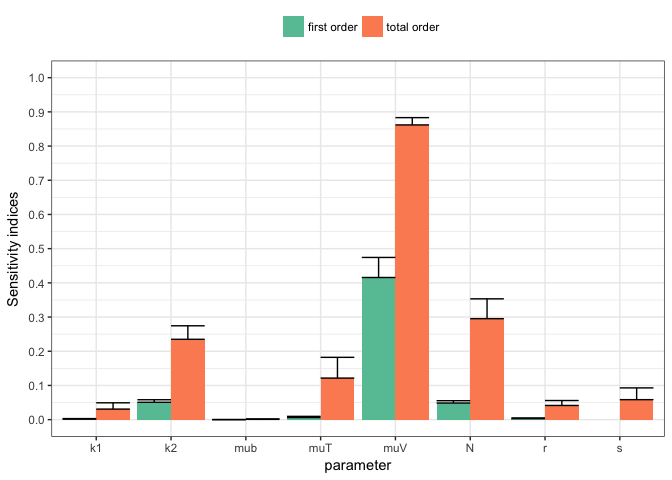 first order total order
1.0
0.9
0.8
0.7
0.6
0.5
0.4
0.3
0.2
0.1
0.0
Sensitivity indices
k1 k2 mub muT muV N r s
parameter